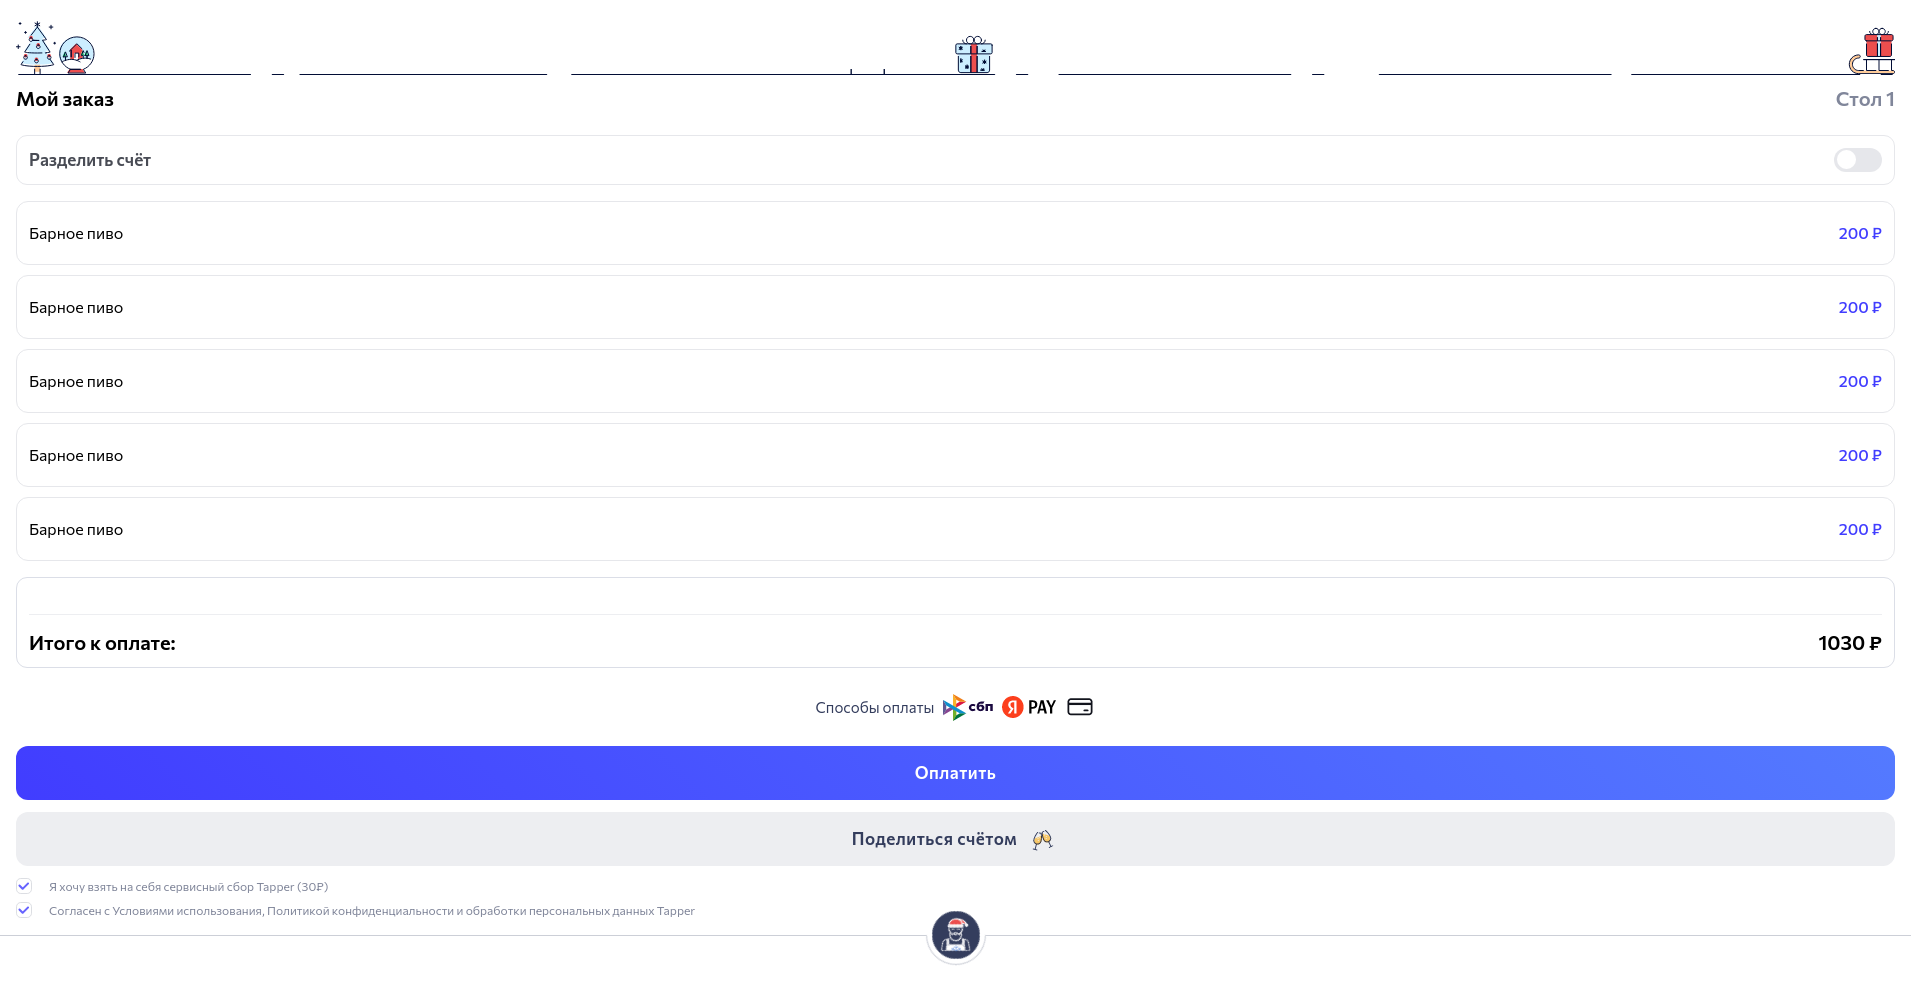 Мой заказ
Стол 1
Разделить счёт
Барное пиво 200 ₽
Барное пиво 200 ₽
Барное пиво 200 ₽
Барное пиво 200 ₽
Барное пиво 200 ₽
Итого к оплате: 1030 ₽
Способы оплаты сбп Я PAY
Оплатить
Поделиться счётом
Я хочу взять на себя сервисный сбор Tapper (30₽)
Согласен с Условиями использования, Политикой конфиденциальности и обработки персональных данных Tapper